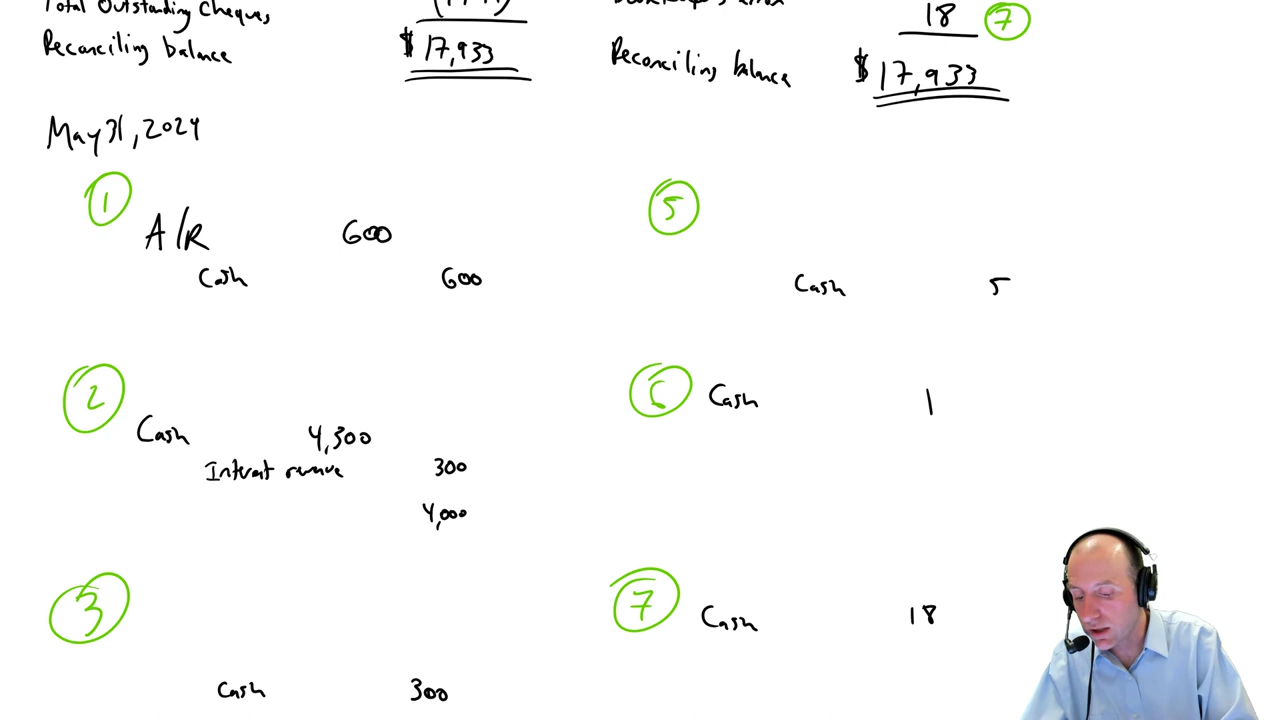 Total Outstanding Cheques
Reconciling balance $ 17,933
18 7
Reconciling balance $ 17,933
May 31, 2024
1
A/R 600
Cash 600
2
Cash 4,300
Interest revenue 300
4,000
3
Cash 300
5
Cash 5
6 Cash 1
7 Cash 18